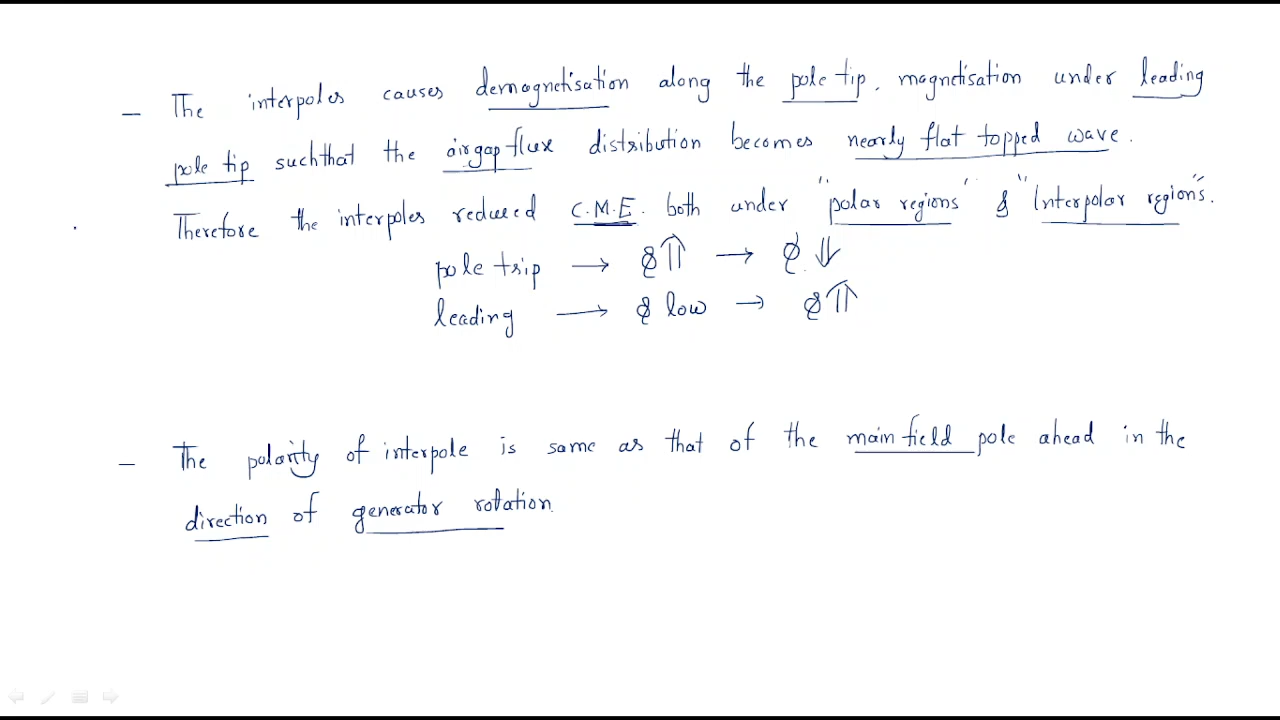 – The interpoles causes demagnetisation along the pole tip, magnetisation under leading
pole tip suchthat the airgap flux distribution becomes nearly flat topped wave.
Therefore the interpoles reduced C.M.E. both under "polar regions" & "Interpolar regions".
pole trip → ϕ⇑ → ϕ⇓
leading → ϕ low → ϕ⇑
– The polarity of interpole is same as that of the main field pole ahead in the
direction of generator rotation.